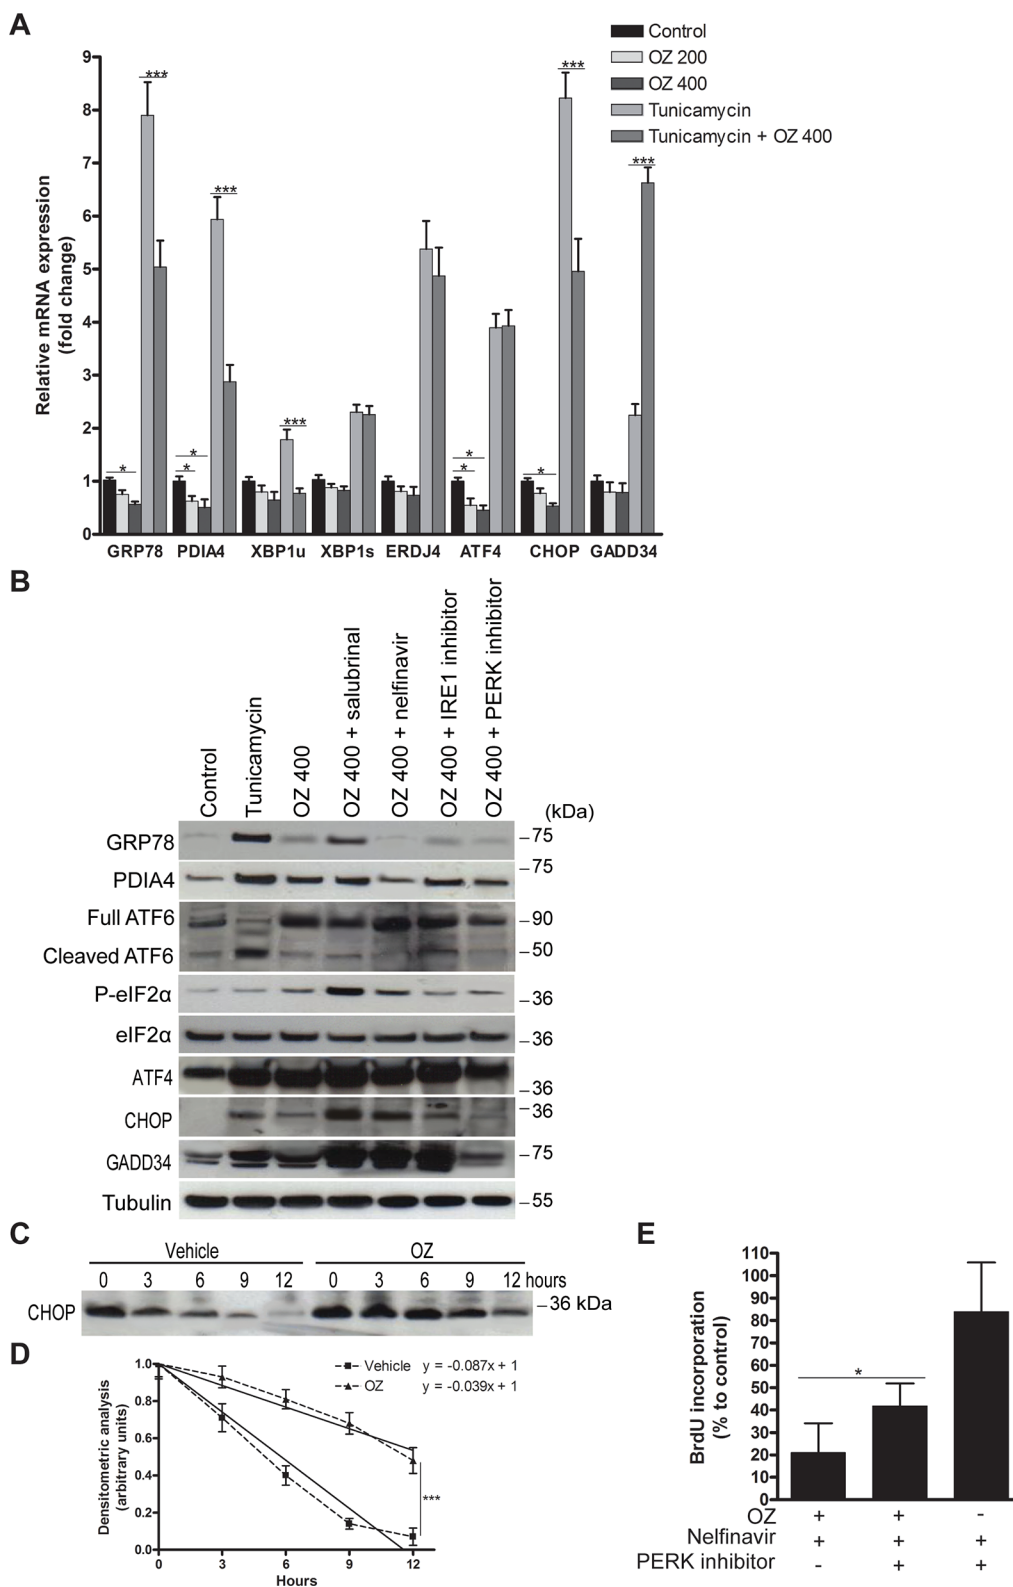 A
Control
OZ 200
OZ 400
Tunicamycin
Tunicamycin + OZ 400
Relative mRNA expression
(fold change)
9
8
7
6
5
4
3
2
1
0
***
***
***
***
***
*
*
*
*
*
*
GRP78 PDIA4 XBP1u XBP1s ERDJ4 ATF4 CHOP GADD34
B
Control
Tunicamycin
OZ 400
OZ 400 + salubrinal
OZ 400 + nelfinavir
OZ 400 + IRE1 inhibitor
OZ 400 + PERK inhibitor
(kDa)
GRP78 –75
PDIA4 –75
Full ATF6 –90
Cleaved ATF6 –50
P-eIF2α –36
eIF2α –36
ATF4 –36
CHOP –36
GADD34 –75
Tubulin –55
C
Vehicle OZ
0 3 6 9 12 0 3 6 9 12 hours
CHOP –36 kDa
D
Vehicle y = -0.087x + 1
OZ y = -0.039x + 1
Densitometric analysis
(arbitrary units)
1.0
0.8
0.6
0.4
0.2
0.0
***
0 3 6 9 12
Hours
E
BrdU incorporation
(% to control)
110
100
90
80
70
60
50
40
30
20
10
0
*
OZ + + -
Nelfinavir + + +
PERK inhibitor - + +